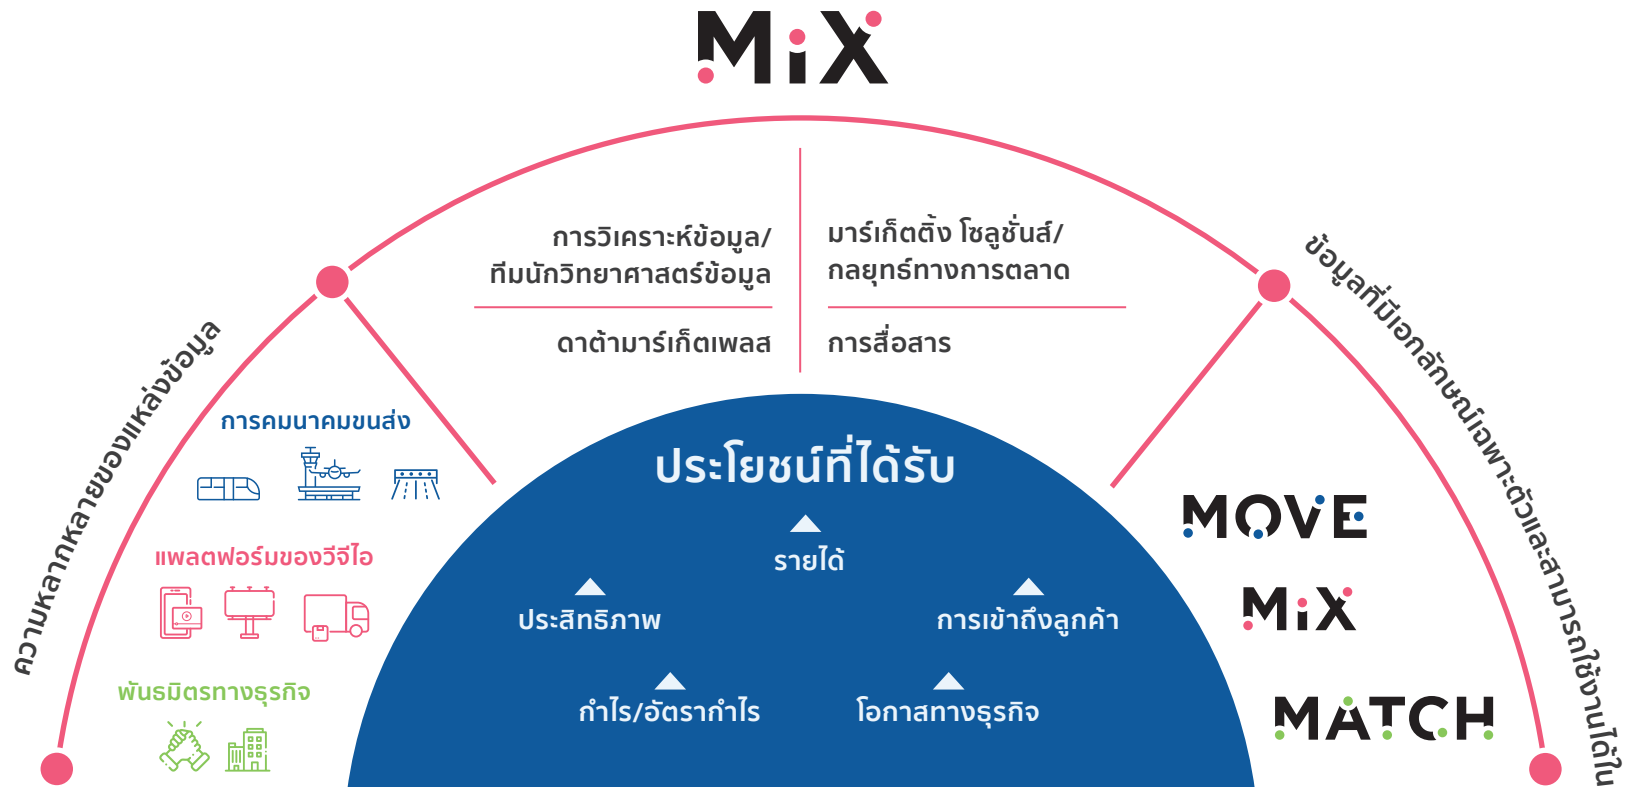 MiX
การวิเคราะห์ข้อมูล/
ทีมนักวิทยาศาสตร์ข้อมูล
มาร์เก็ตติ้ง โซลูชั่นส์/
กลยุทธ์ทางการตลาด
ดาต้ามาร์เก็ตเพลส
การสื่อสาร
ความหลากหลายของแหล่งข้อมูล
การคมนาคมขนส่ง
แพลตฟอร์มของวีจีไอ
พันธมิตรทางธุรกิจ
ประโยชน์ที่ได้รับ
รายได้
ประสิทธิภาพ
การเข้าถึงลูกค้า
กำไร/อัตรากำไร
โอกาสทางธุรกิจ
ข้อมูลที่มีเอกลักษณ์เฉพาะตัวและสามารถใช้งานได้ใน
MOVE
MiX
MATCH